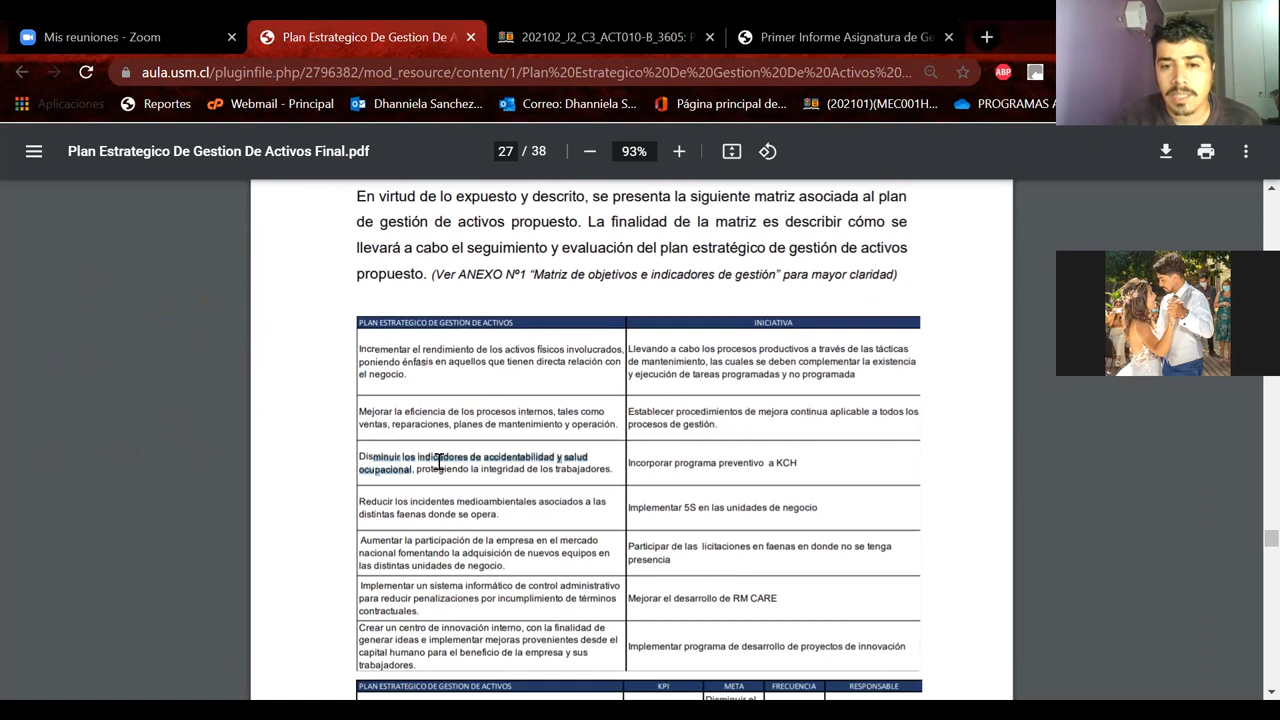 Mis reuniones - Zoom
Plan Estrategico De Gestion De A
202102_J2_C3_ACT010-B_3605: P
Primer Informe Asignatura de Ge
aula.usm.cl/pluginfile.php/2796382/mod_resource/content/1/Plan%20Estrategico%20De%20Gestion%20De%20Activos%20...
ABP
Aplicaciones
Reportes
Webmail - Principal
Dhanniela Sanchez...
Correo: Dhanniela S...
Página principal de...
(202101)(MEC001H...
PROGRAMAS A
Plan Estrategico De Gestion De Activos Final.pdf
27 / 38
93%
En virtud de lo expuesto y descrito, se presenta la siguiente matriz asociada al plan
de gestión de activos propuesto. La finalidad de la matriz es describir cómo se
llevará a cabo el seguimiento y evaluación del plan estratégico de gestión de activos
propuesto. (Ver ANEXO Nº1 “Matriz de objetivos e indicadores de gestión” para mayor claridad)
PLAN ESTRATEGICO DE GESTION DE ACTIVOS
INICIATIVA
Incrementar el rendimiento de los activos físicos involucrados,
poniendo énfasis en aquellos que tienen directa relación con
el negocio.
Llevando a cabo los procesos productivos a través de las tácticas
de mantenimiento, las cuales se deben complementar la existencia
y ejecución de tareas programadas y no programada
Mejorar la eficiencia de los procesos internos, tales como
ventas, reparaciones, planes de mantenimiento y operación.
Establecer procedimientos de mejora continua aplicable a todos los
procesos de gestión.
Disminuir los indicadores de accidentabilidad y salud
ocupacional, protegiendo la integridad de los trabajadores.
Incorporar programa preventivo a KCH
Reducir los incidentes medioambientales asociados a las
distintas faenas donde se opera.
Implementar 5S en las unidades de negocio
Aumentar la participación de la empresa en el mercado
nacional fomentando la adquisición de nuevos equipos en
las distintas unidades de negocio.
Participar de las licitaciones en faenas en donde no se tenga
presencia
Implementar un sistema informático de control administrativo
para reducir penalizaciones por incumplimiento de términos
contractuales.
Mejorar el desarrollo de RM CARE
Crear un centro de innovación interno, con la finalidad de
generar ideas e implementar mejoras provenientes desde el
capital humano para el beneficio de la empresa y sus
trabajadores.
Implementar programa de desarrollo de proyectos de innovación
PLAN ESTRATEGICO DE GESTION DE ACTIVOS
KPI
META
FRECUENCIA
RESPONSABLE
Disminuir el